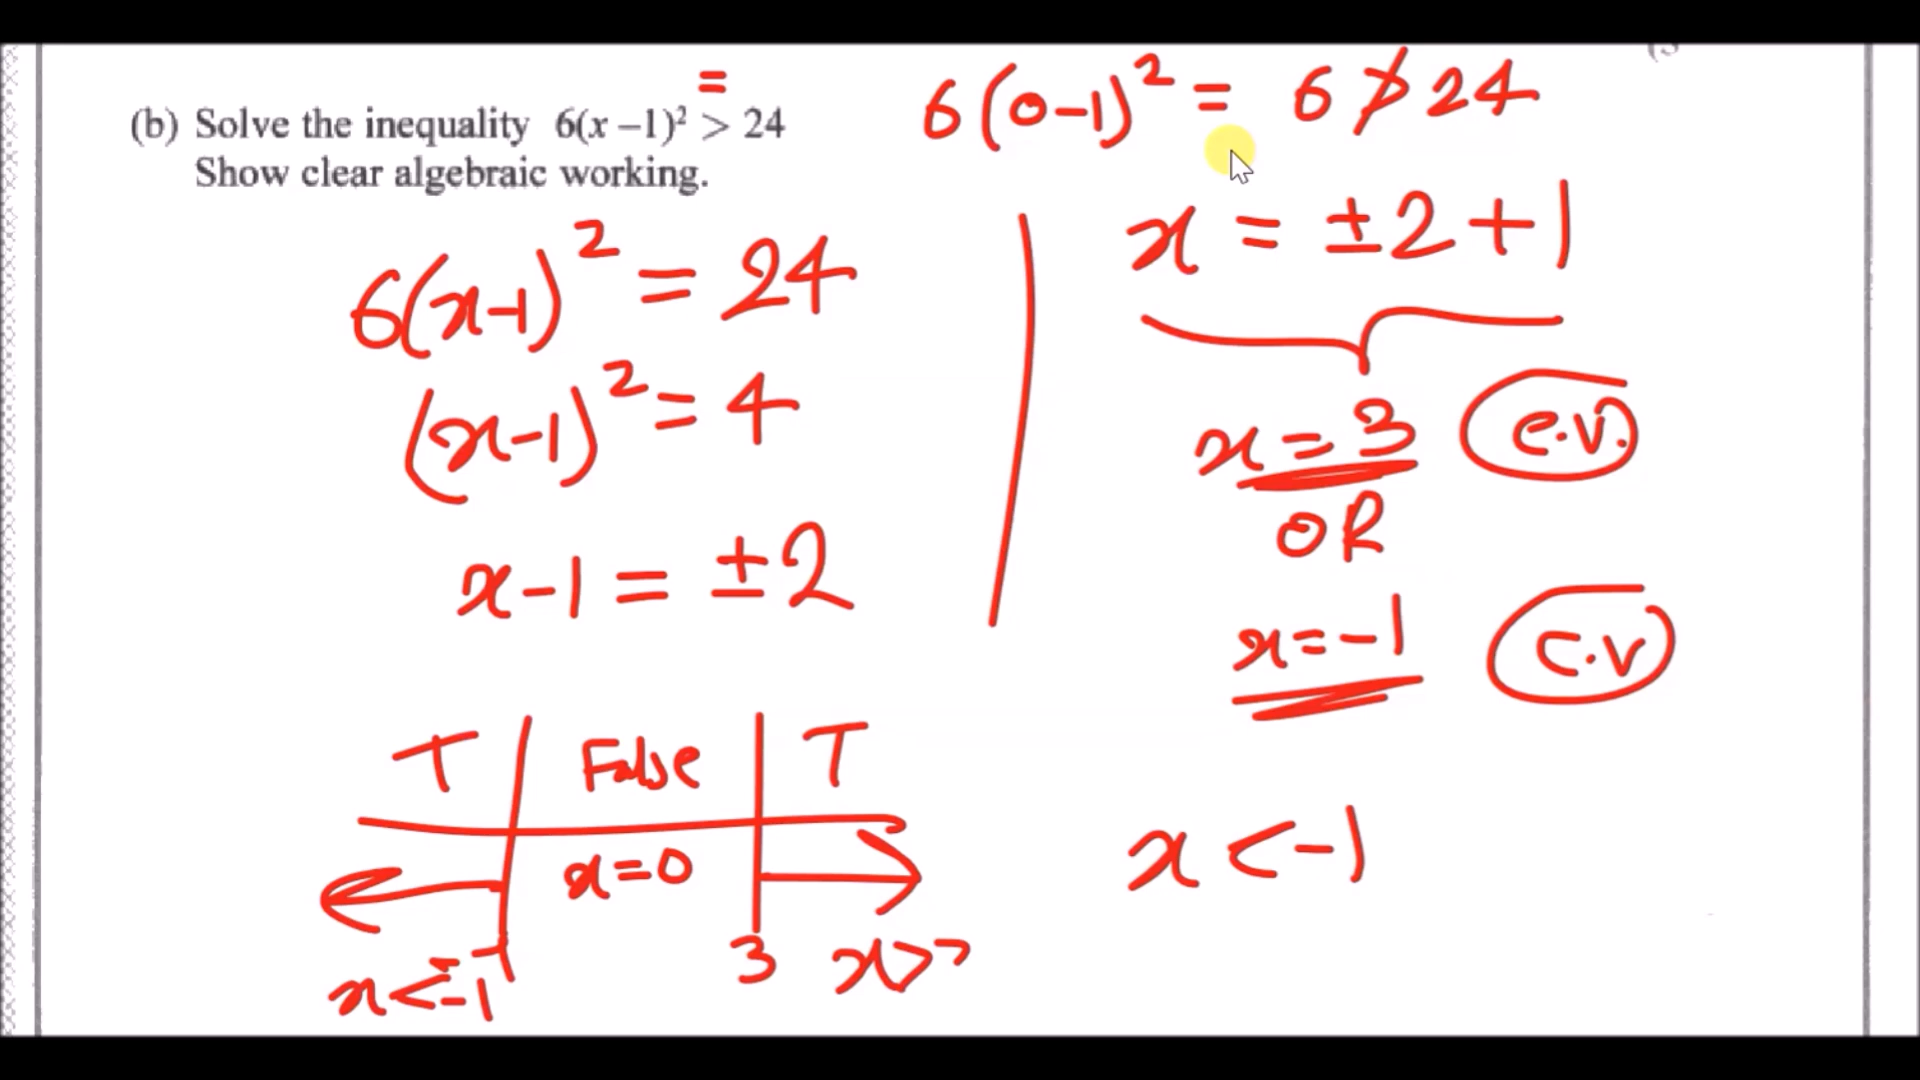 =
(b) Solve the inequality 6(x –1)² > 24
Show clear algebraic working.
6(0-1)² = 6 ≯ 24
6(x-1)² = 24
(x-1)² = 4
x-1 = ±2
x = ±2+1
x = 3 c.v.
OR
x = -1 c.v
T False T
x=0
-1 3
x<-1 x>
x < -1